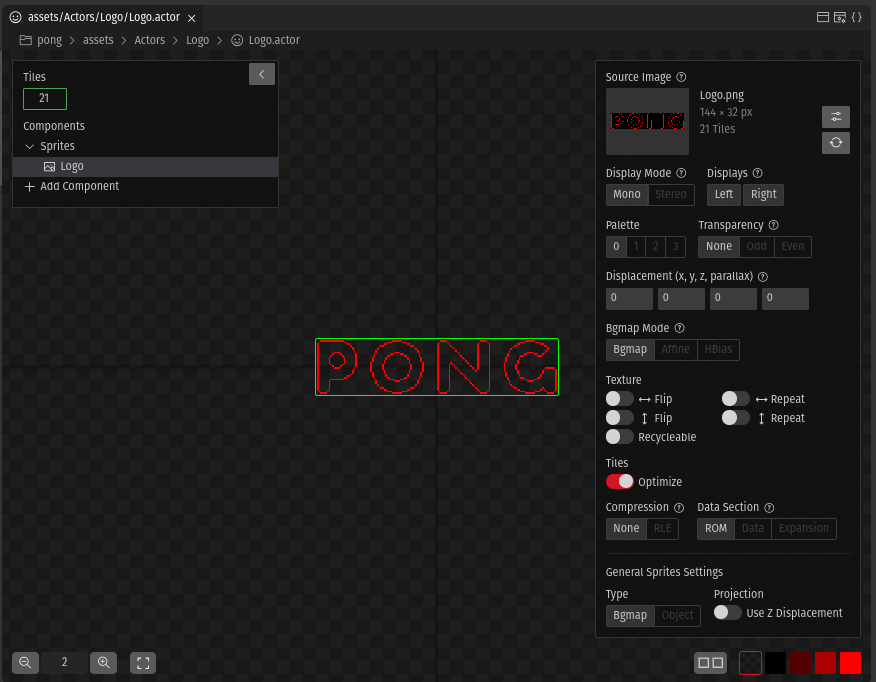 assets/Actors/Logo/Logo.actor
pong > assets > Actors > Logo > Logo.actor
Tiles
21
Components
Sprites
Logo
Add Component
PONG
Source Image
Logo.png
144 × 32 px
21 Tiles
PONG
Display Mode Displays
Mono Stereo Left Right
Palette Transparency
0 1 2 3 None Odd Even
Displacement (x, y, z, parallax)
0 0 0 0
Bgmap Mode
Bgmap Affine HBias
Texture
Flip Repeat
Flip Repeat
Recycleable
Tiles
Optimize
Compression Data Section
None RLE ROM Data Expansion
General Sprites Settings
Type Projection
Bgmap Object Use Z Displacement
2